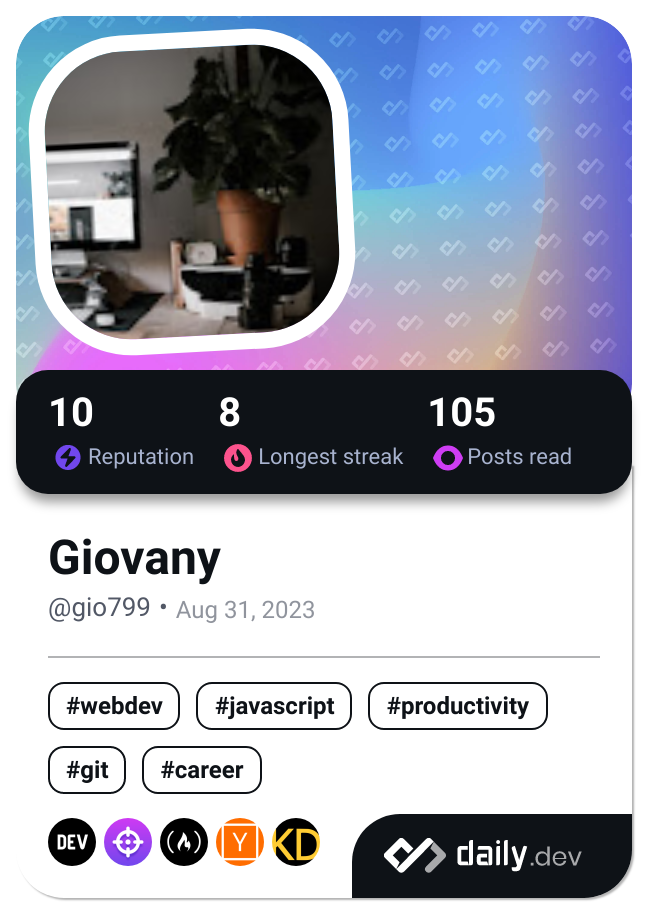 10 8 105
Reputation Longest streak Posts read
Giovany
@gio799 • Aug 31, 2023
#webdev #javascript #productivity
#git #career
DEV Y KD
daily.dev